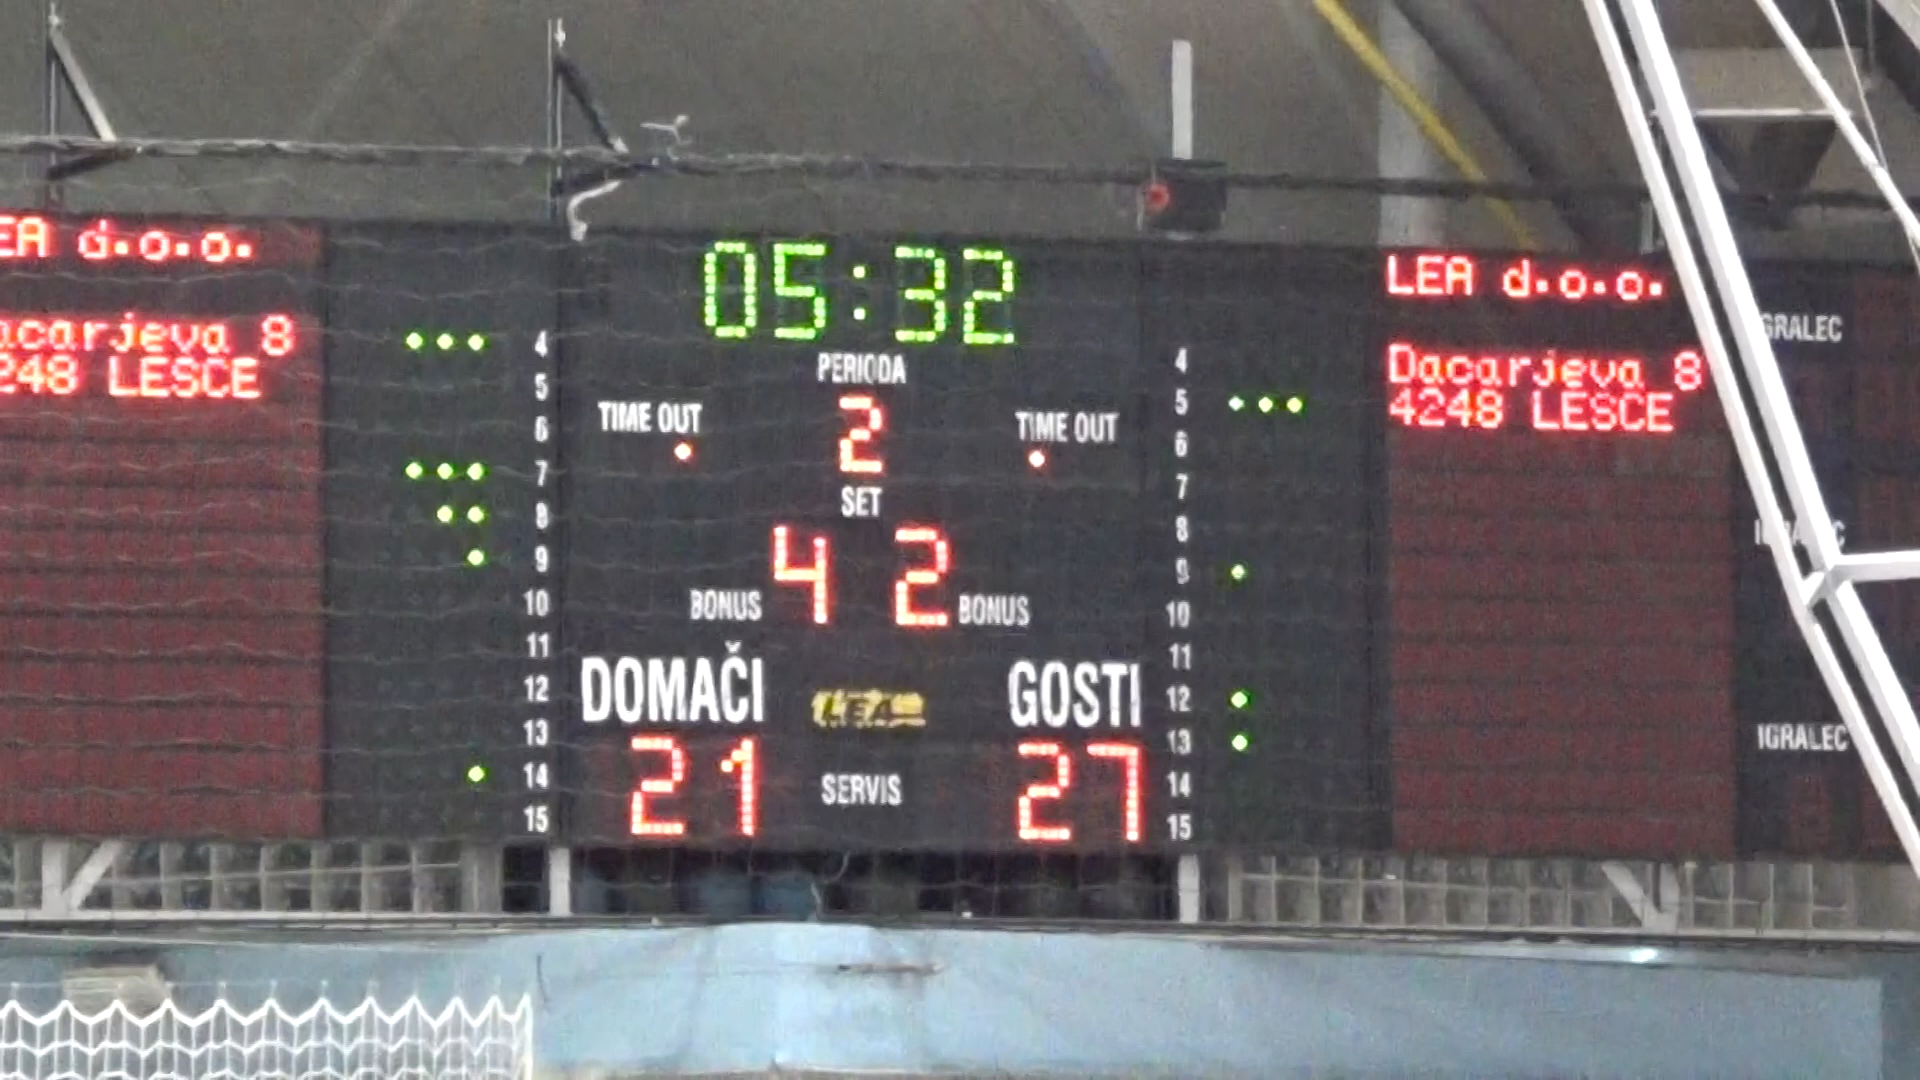 EA d.o.o.
acarjeva 8
248 LESCE
4
5
6
7
8
9
10
11
12
13
14
15
05:32
PERIODA
2
TIME OUT
TIME OUT
SET
4 2
BONUS
BONUS
DOMAČI
LEA
GOSTI
21
SERVIS
27
4
5
6
7
8
9
10
11
12
13
14
15
LEA d.o.o.
Dacarjeva 8
4248 LESCE
IGRALEC
IGRALEC